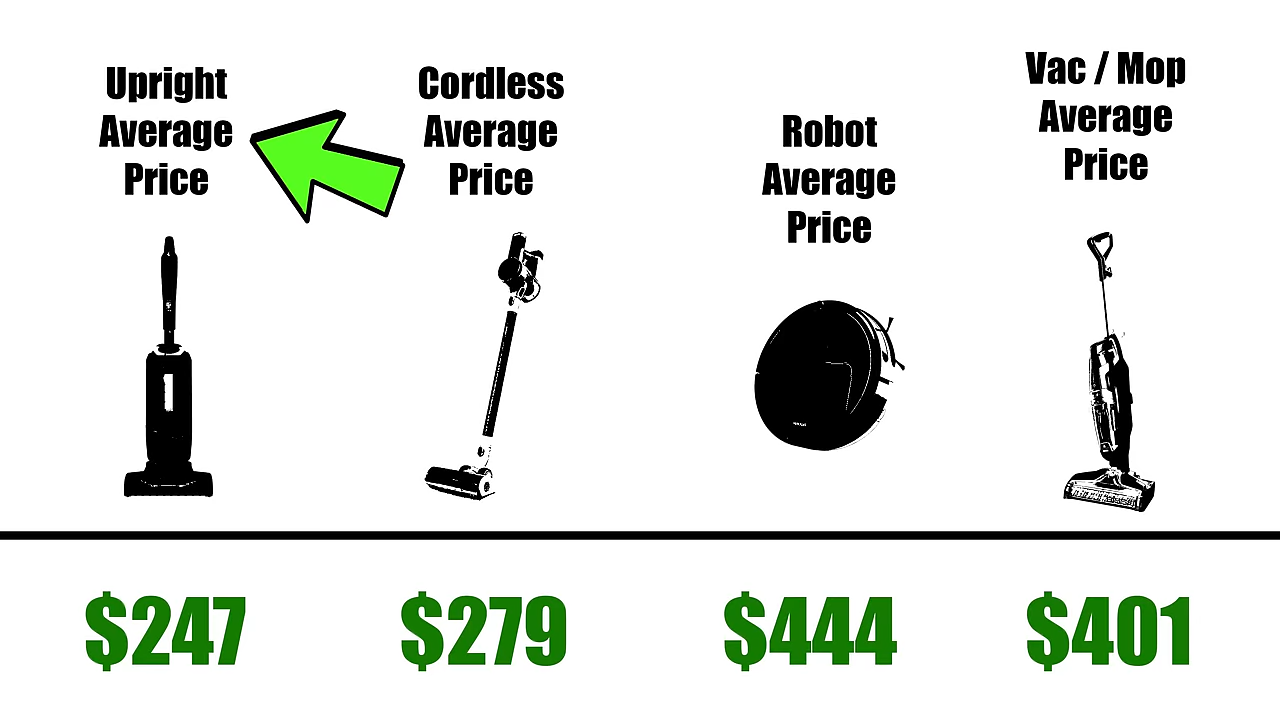 Upright
Average
Price
Cordless
Average
Price
Robot
Average
Price
Vac / Mop
Average
Price
$247
$279
$444
$401